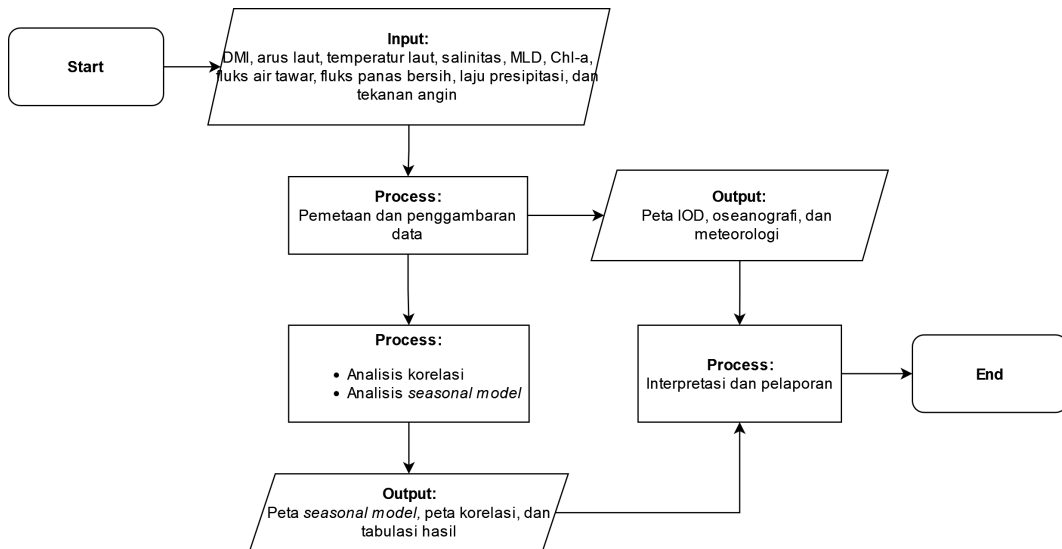 Start
Input:
DMI, arus laut, temperatur laut, salinitas, MLD, Chl-a,
fluks air tawar, fluks panas bersih, laju presipitasi, dan
tekanan angin
Process:
Pemetaan dan penggambaran
data
Output:
Peta IOD, oseanografi, dan
meteorologi
Process:
• Analisis korelasi
• Analisis seasonal model
Process:
Interpretasi dan pelaporan
End
Output:
Peta seasonal model, peta korelasi, dan
tabulasi hasil